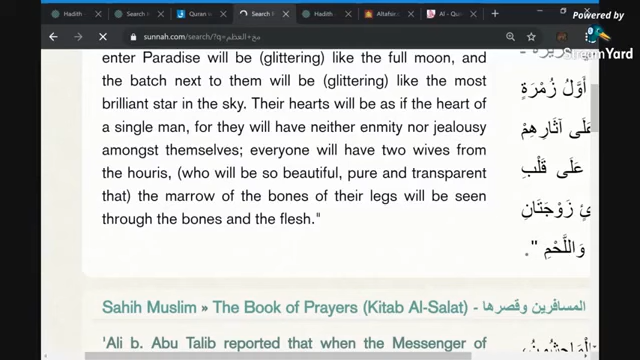 Hadith
Search H
Quran w
Search H
Hadith
Altafsir.c
Al - Qura
Powered by
StreamYard
sunnah.com/search/?q=مخ+العظم
enter Paradise will be (glittering) like the full moon, and
the batch next to them will be (glittering) like the most
brilliant star in the sky. Their hearts will be as if the heart of
a single man, for they will have neither enmity nor jealousy
amongst themselves; everyone will have two wives from
the houris, (who will be so beautiful, pure and transparent
that) the marrow of the bones of their legs will be seen
through the bones and the flesh."
أَوَّلُ زُمْرَةٍ
عَلَى آثَارِهِمْ
عَلَى قَلْبِ
ئٍ زَوْجَتَانِ
وَاللَّحْمِ ".
Sahih Muslim » The Book of Prayers (Kitab Al-Salat) - المسافرين وقصرها
'Ali b. Abu Talib reported that when the Messenger of